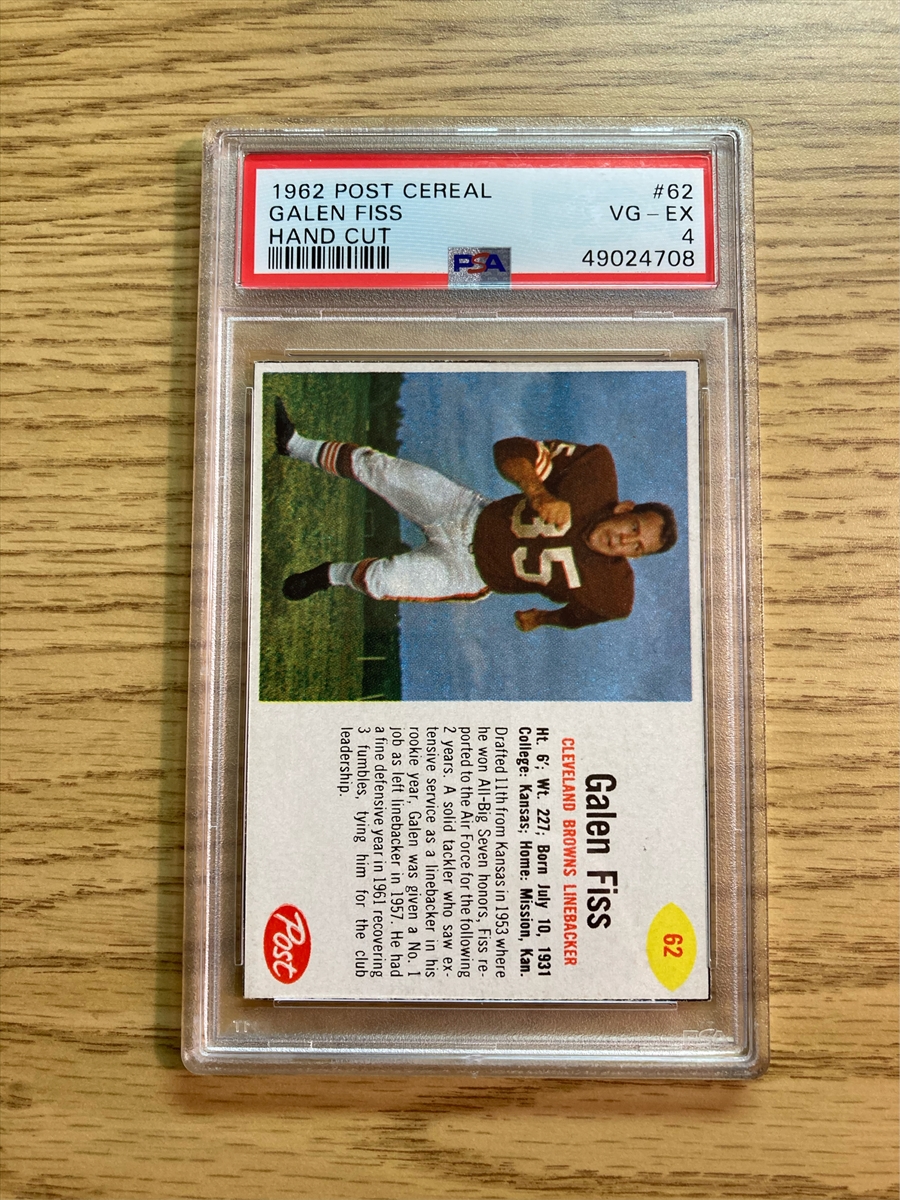 1962 POST CEREAL
#62
GALEN FISS
VG – EX
HAND CUT
4
PSA
49024708
35
62
Galen Fiss
CLEVELAND BROWNS LINEBACKER
Ht. 6'; Wt. 227; Born July 10, 1931
College: Kansas; Home: Mission, Kan.
Drafted 11th from Kansas in 1953 where
he won All-Big Seven honors, Fiss re-
ported to the Air Force for the following
2 years. A solid tackler who saw ex-
tensive service as a linebacker in his
rookie year, Galen was given a No. 1
job as left linebacker in 1957. He had
a fine defensive year in 1961 recovering
3 fumbles, tying him for the club
leadership.
Post